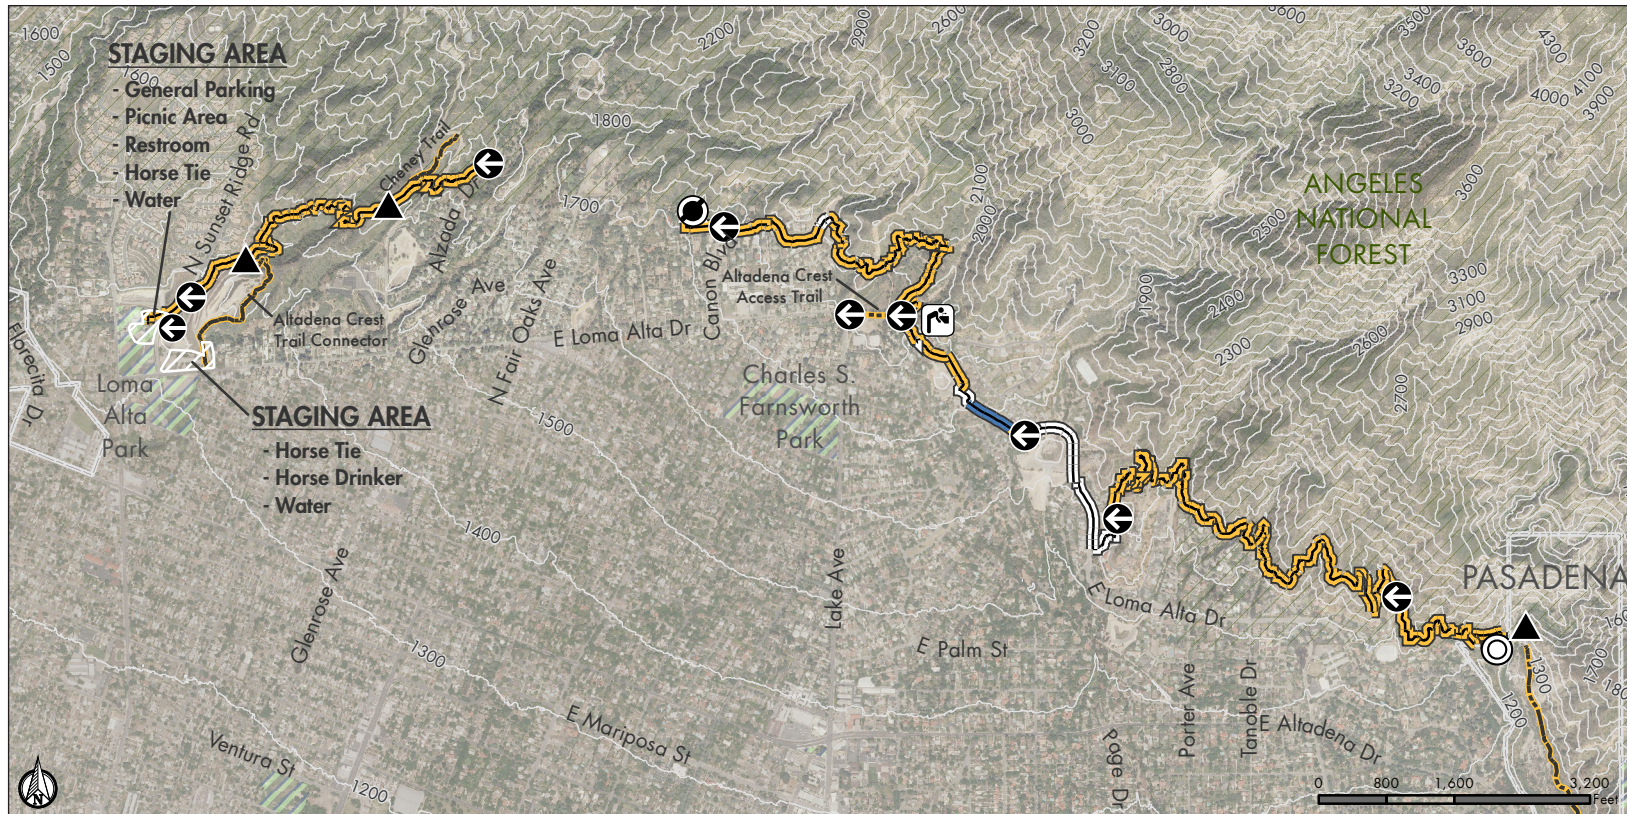 1600
1500
1600
STAGING AREA
- General Parking
- Picnic Area
- Restroom
- Horse Tie
- Water
N Sunset Ridge Rd
Cheney Trail
Alzada Dr
Glenrose Ave
N Fair Oaks Ave
Altadena Crest
Trail Connector
Florecita Dr
Loma
Alta
Park
STAGING AREA
- Horse Tie
- Horse Drinker
- Water
1800
1700
2200
2900
2600
3200
3100
3000
2800
3000
3600
3500
3800
3400
3200
4300
4100
4000
3900
ANGELES
NATIONAL
FOREST
3600
2500
2100
2000
1900
2400
3300
3100
2900
2600
2300
2700
Canon Blvd
Altadena Crest
Access Trail
E Loma Alta Dr
Charles S.
Farnsworth
Park
1500
1400
1300
1200
Glenrose Ave
Lake Ave
E Loma Alta Dr
E Palm St
E Mariposa St
Ventura St
Page Dr
Porter Ave
Tanoble Dr
E Altadena Dr
PASADENA
1300
1200
1700
0 800 1,600 3,200
Feet
N